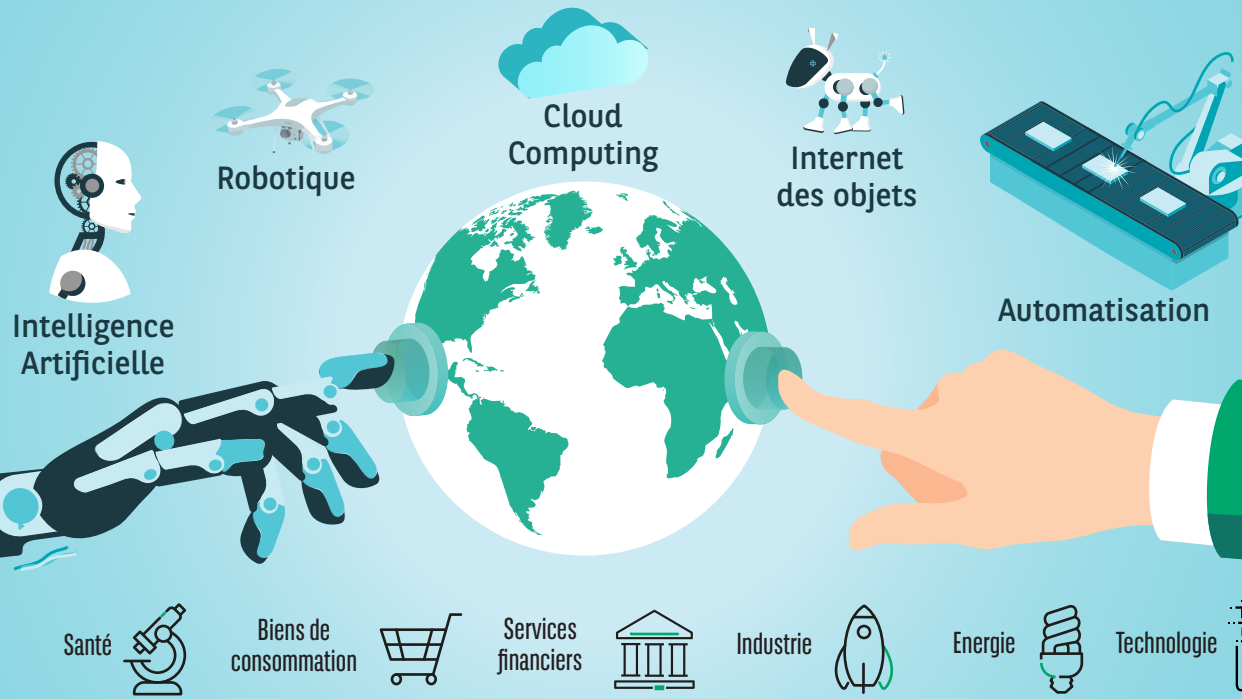 Cloud
Computing
Robotique
Internet
des objets
Intelligence
Artificielle
Automatisation
Santé
Biens de
consommation
Services
financiers
Industrie
Energie
Technologie